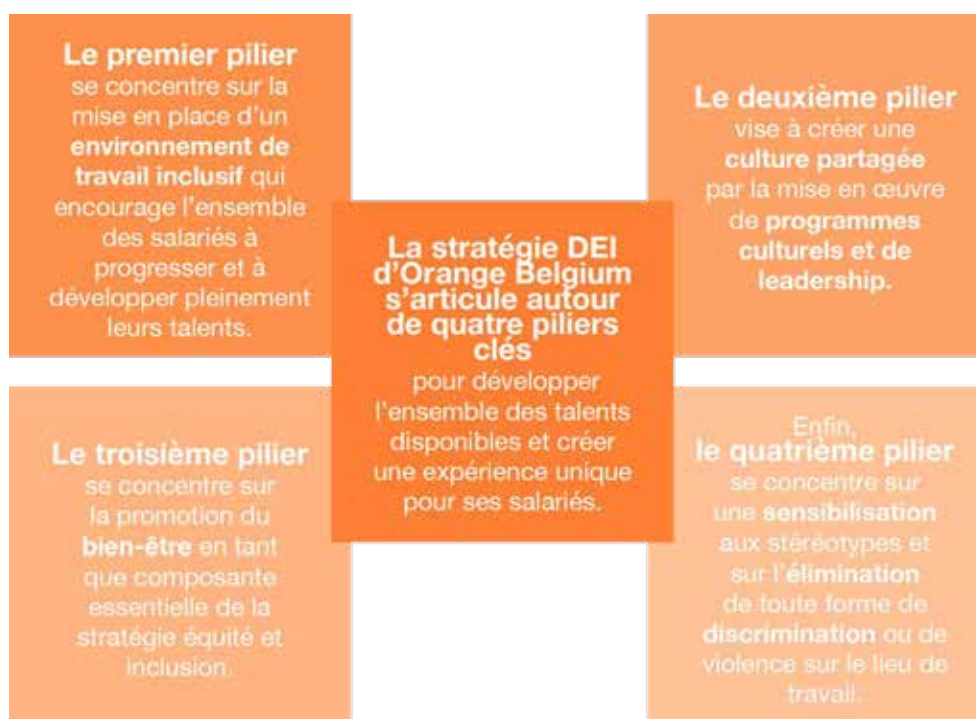 Le premier pilier
se concentre sur la
mise en place d'un
environnement de
travail inclusif qui
encourage l'ensemble
des salariés à
progresser et à
développer pleinement
leurs talents.
Le deuxième pilier
vise à créer une
culture partagée
par la mise en œuvre
de programmes
culturels et de
leadership.
La stratégie DEI
d'Orange Belgium
s'articule autour
de quatre piliers
clés
pour développer
l'ensemble des talents
disponibles et créer
une expérience unique
pour ses salariés.
Le troisième pilier
se concentre sur
la promotion du
bien-être en tant
que composante
essentielle de la
stratégie équité et
inclusion.
Enfin,
le quatrième pilier
se concentre sur
une sensibilisation
aux stéréotypes et
sur l'élimination
de toute forme de
discrimination ou de
violence sur le lieu de
travail.